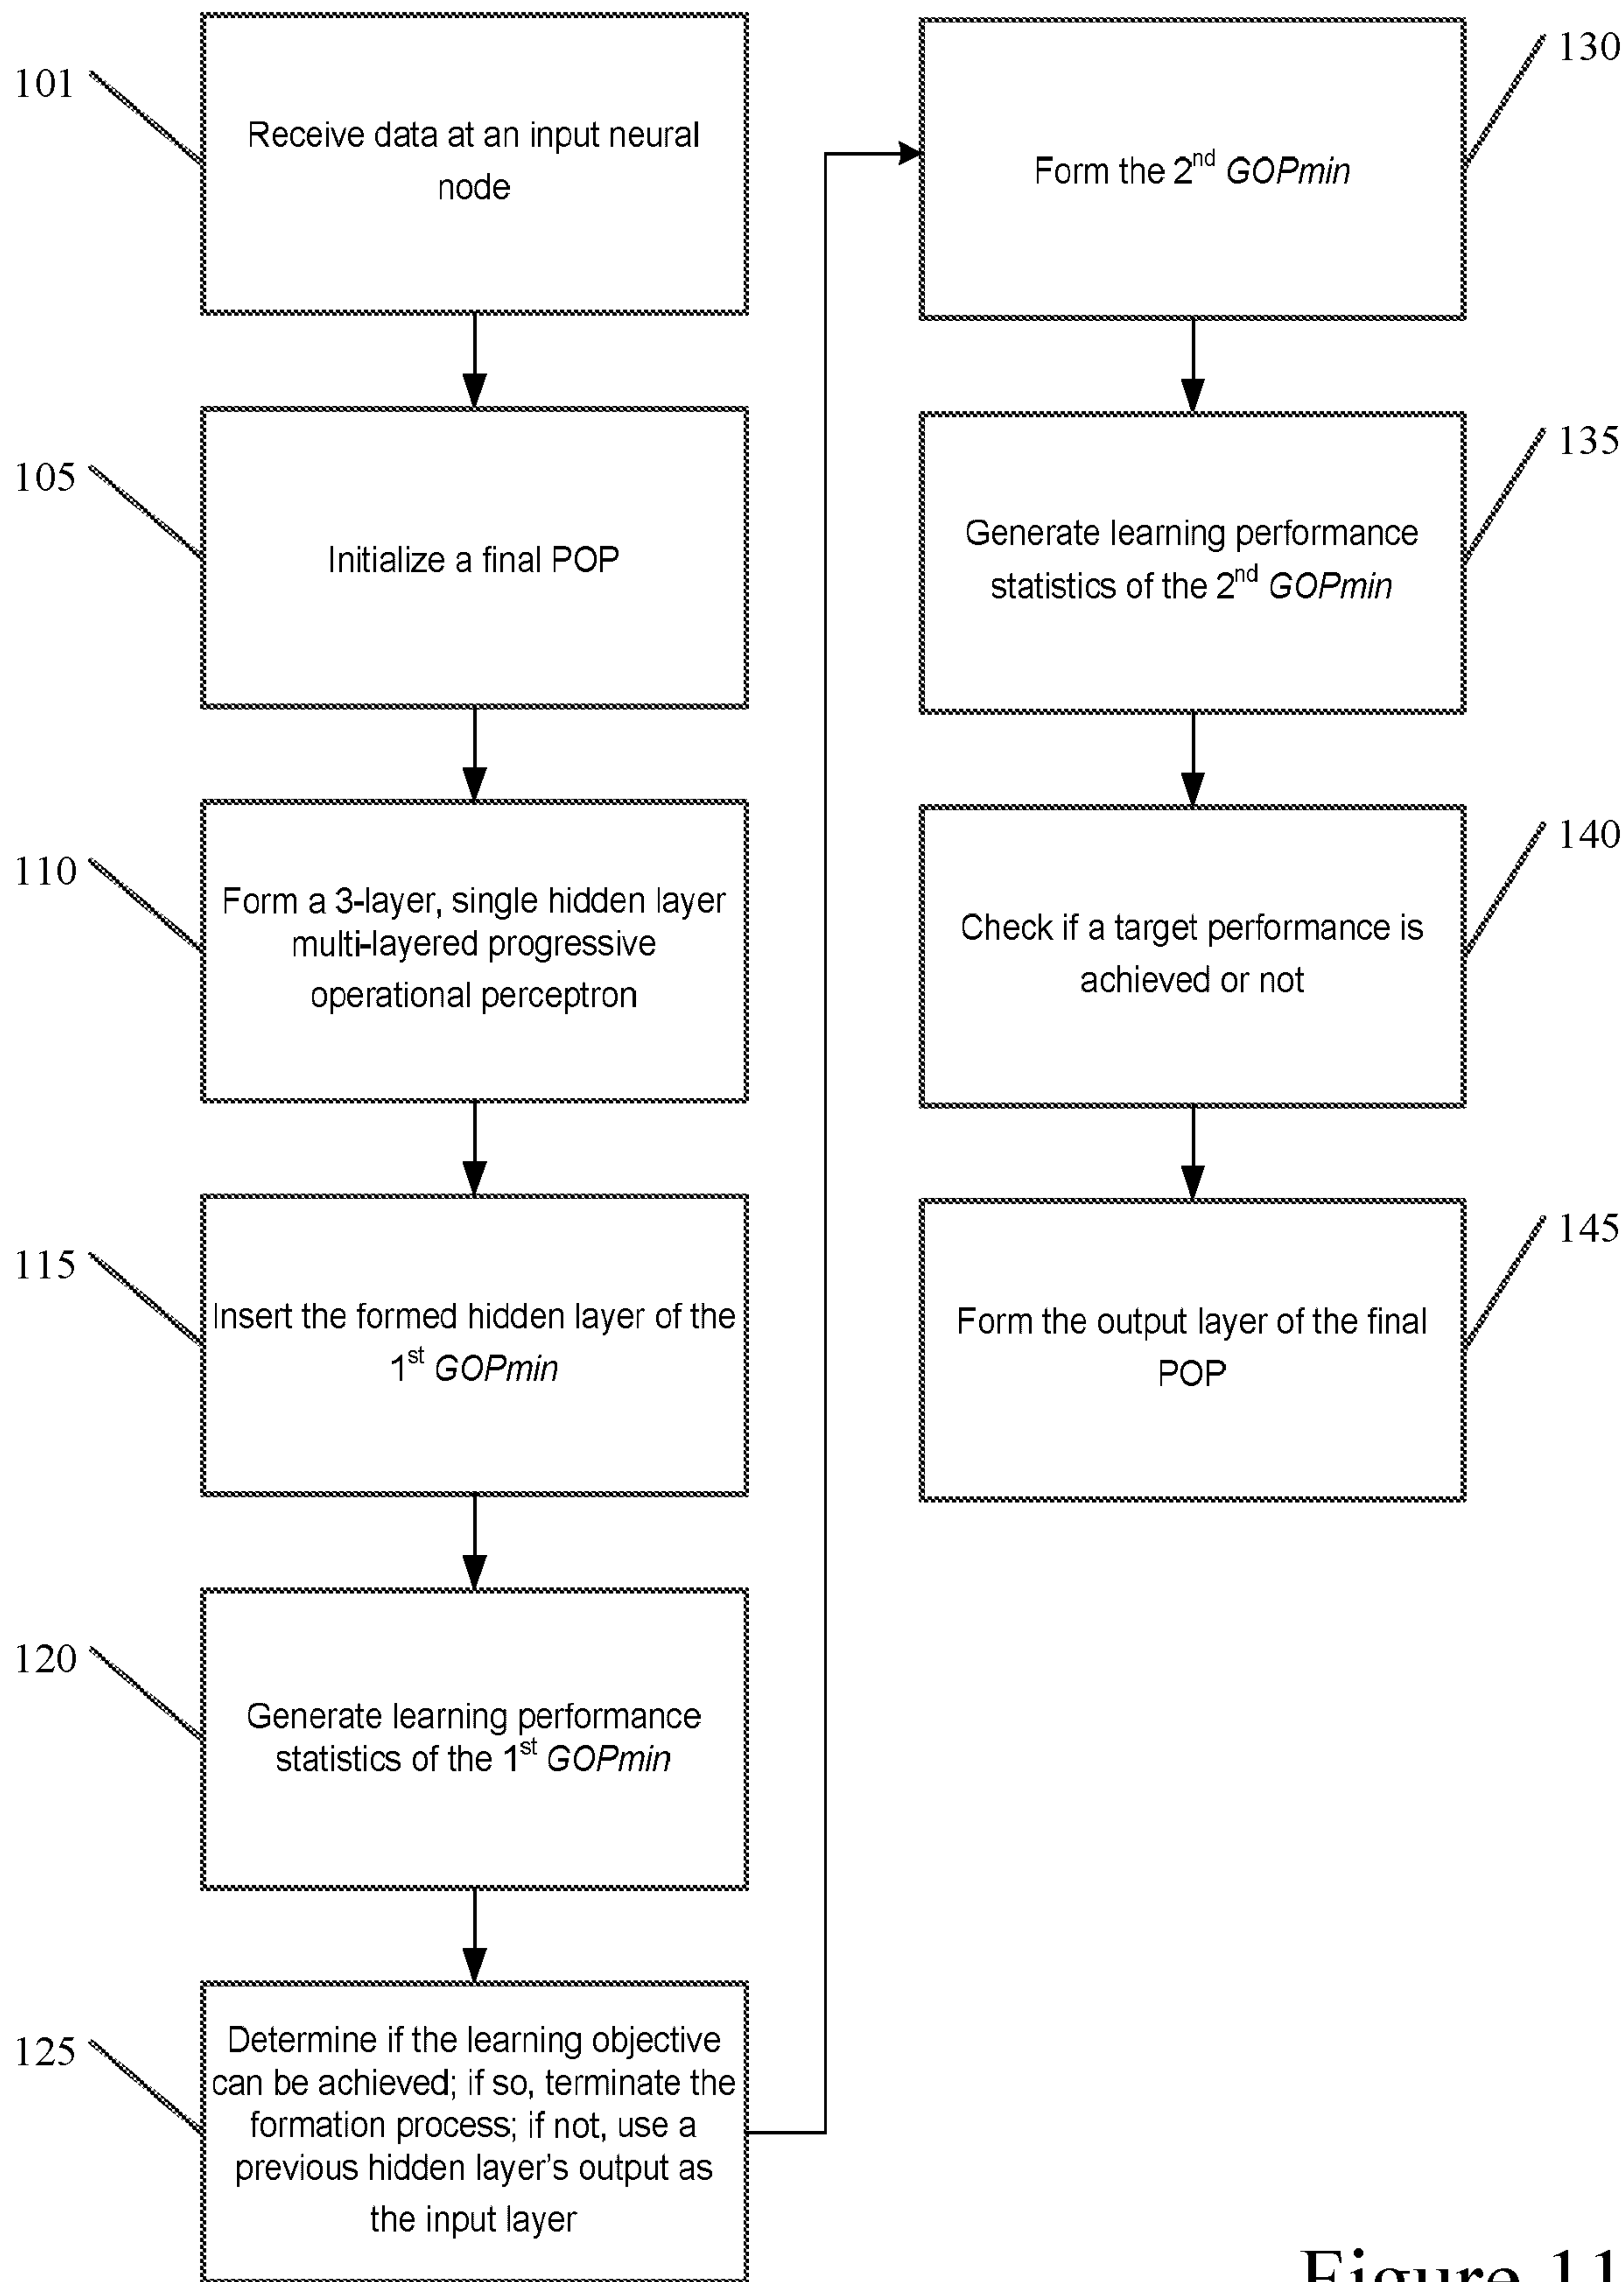 101
Receive data at an input neural
node
105
Initialize a final POP
110
Form a 3-layer, single hidden layer
multi-layered progressive
operational perceptron
115
Insert the formed hidden layer of the
1st GOPmin
120
Generate learning performance
statistics of the 1st GOPmin
125
Determine if the learning objective
can be achieved; if so, terminate the
formation process; if not, use a
previous hidden layer's output as
the input layer
130
Form the 2nd GOPmin
135
Generate learning performance
statistics of the 2nd GOPmin
140
Check if a target performance is
achieved or not
145
Form the output layer of the final
POP
Figure 11